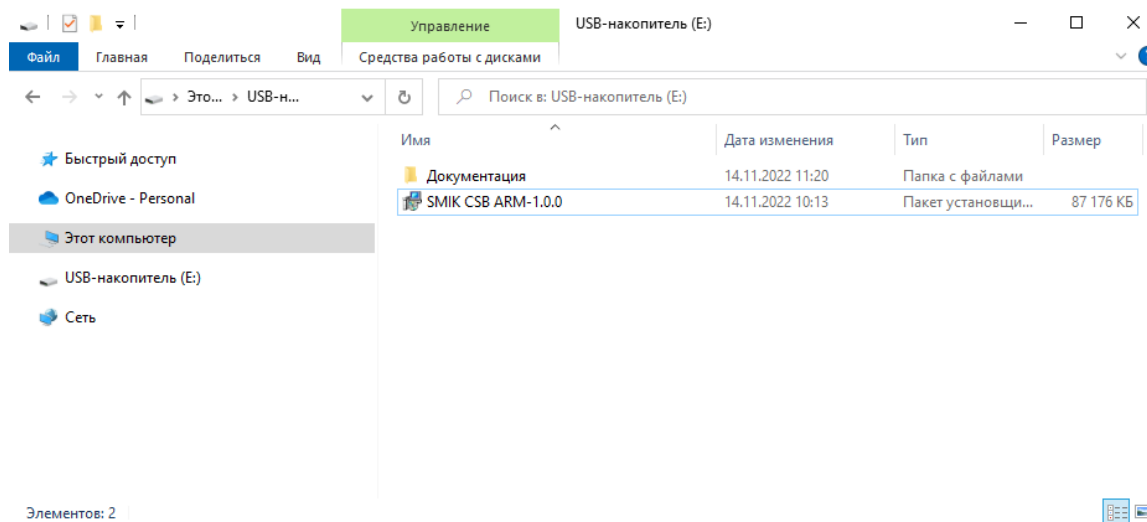 Управление
USB-накопитель (E:)
Файл
Главная
Поделиться
Вид
Средства работы с дисками
Это... USB-н...
Поиск в: USB-накопитель (E:)
Имя
Дата изменения
Тип
Размер
Быстрый доступ
OneDrive - Personal
Этот компьютер
USB-накопитель (E:)
Сеть
Документация 14.11.2022 11:20 Папка с файлами
SMIK CSB ARM-1.0.0 14.11.2022 10:13 Пакет установщи... 87 176 КБ
Элементов: 2